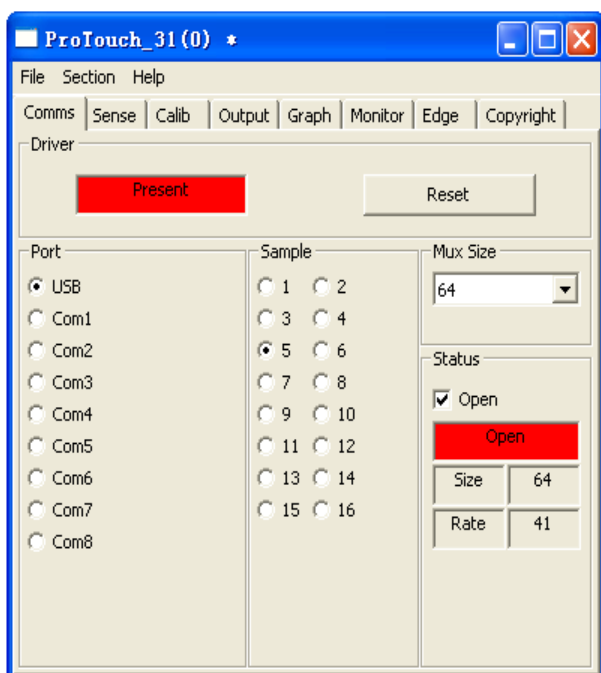 ProTouch_31(0) *
File Section Help
Comms Sense Calib Output Graph Monitor Edge Copyright
Driver
Present Reset
Port
USB
Com1
Com2
Com3
Com4
Com5
Com6
Com7
Com8
Sample
1 2
3 4
5 6
7 8
9 10
11 12
13 14
15 16
Mux Size
64
Status
Open
Open
Size 64
Rate 41